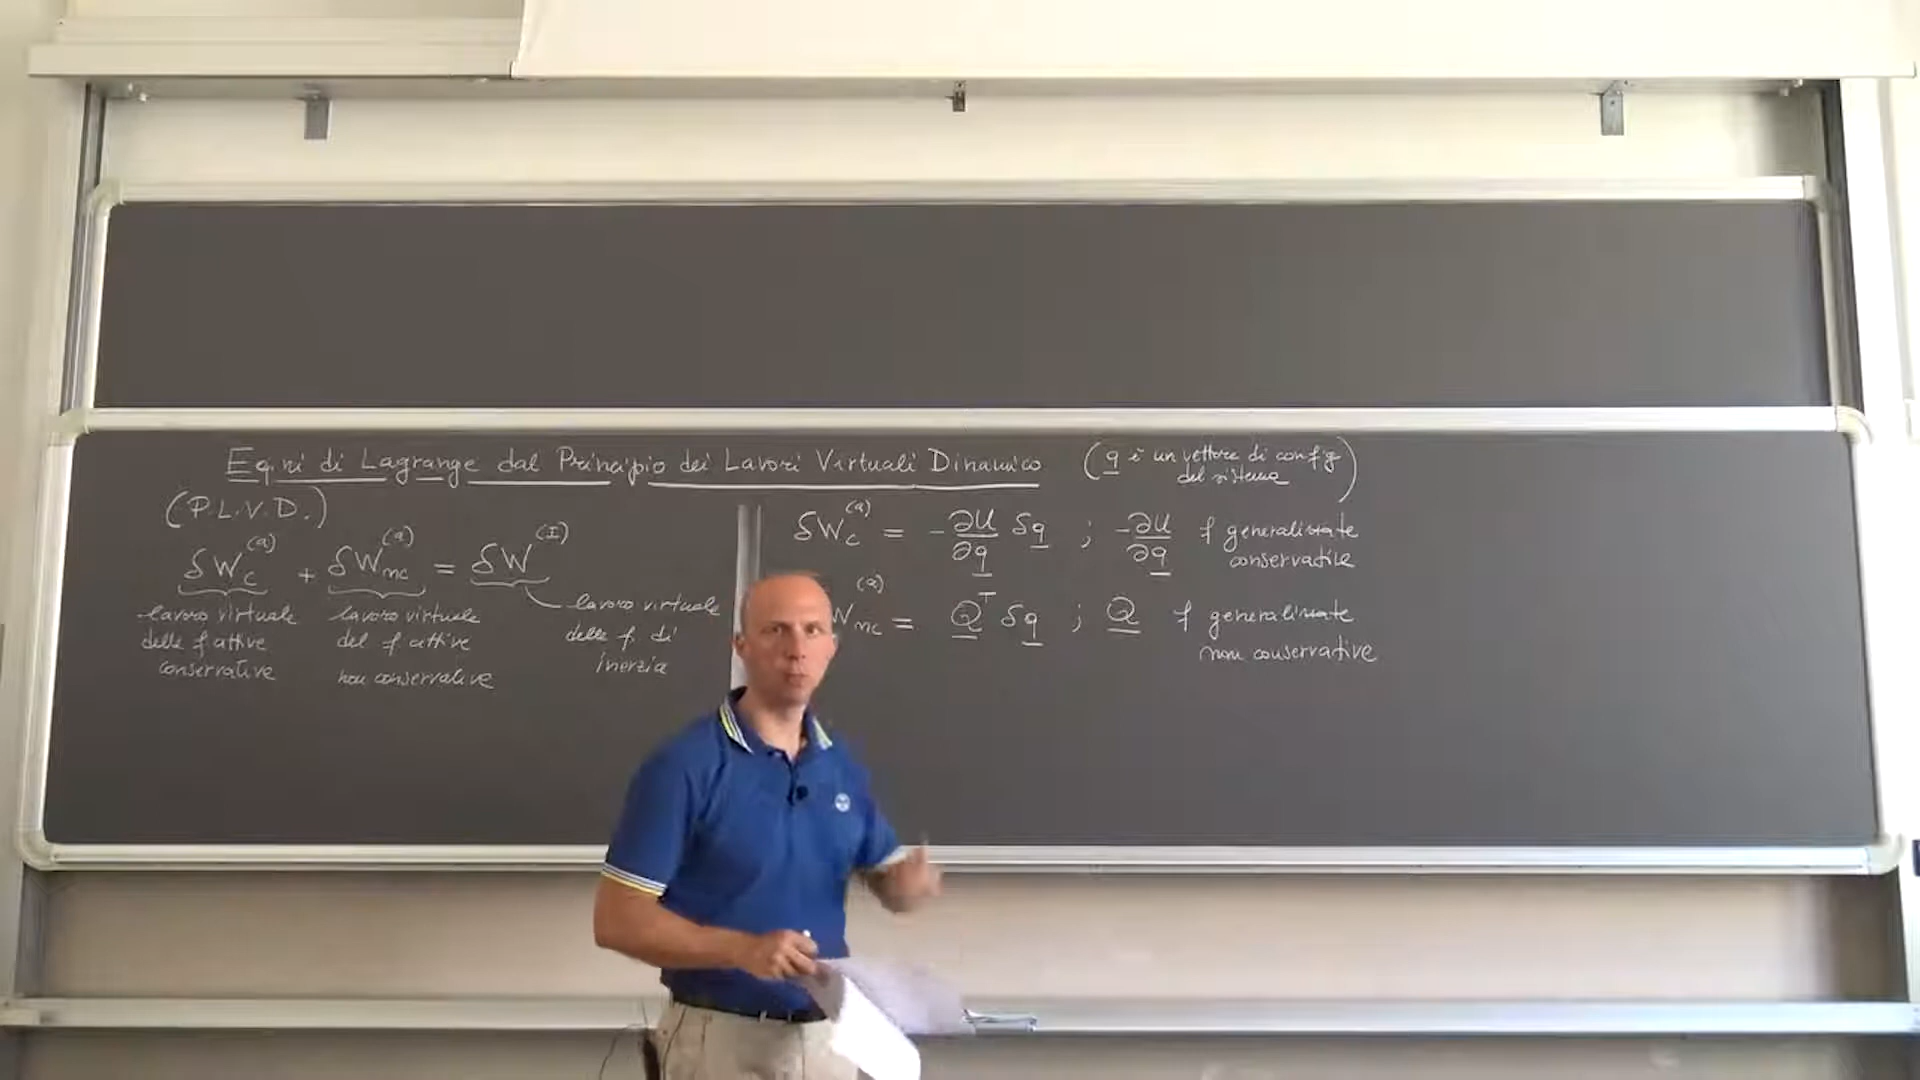 Eq.ni di Lagrange dal Principio dei Lavori Virtuali Dinamico
(q è un vettore di config
del sistema)
(P.L.V.D.)
δW_c^(a) + δW_nc^(a) = δW^(I)
lavoro virtuale
delle f attive
conservative
lavoro virtuale
del f attive
non conservative
lavoro virtuale
delle f. di
inerzia
δW_c^(a) = -∂U/∂q δq ; -∂U/∂q f generalizzate
conservative
W_nc^(a) = Q^T δq ; Q f generalizzate
non conservative